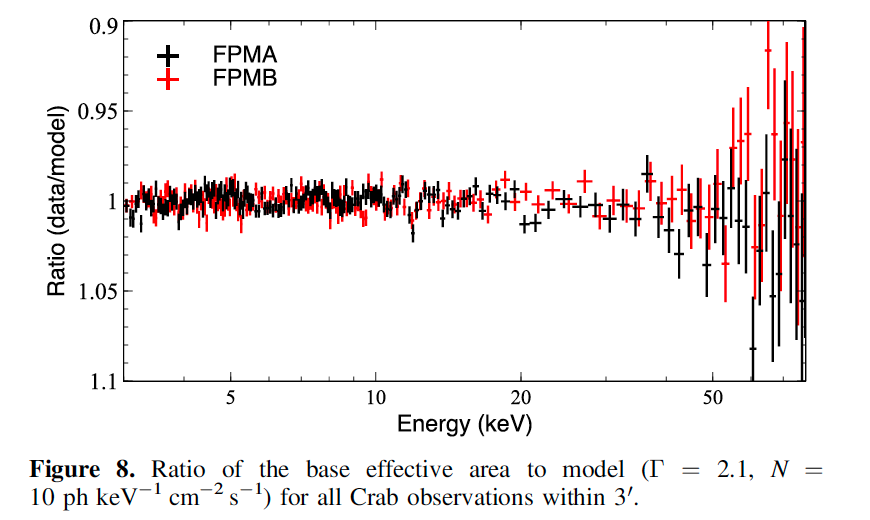 0.9
FPMA
FPMB
0.95
Ratio (data/model)
1
1.05
1.1
5 10 20 50
Energy (keV)
Figure 8. Ratio of the base effective area to model (Γ = 2.1, N =
10 ph keV⁻¹ cm⁻² s⁻¹) for all Crab observations within 3′.